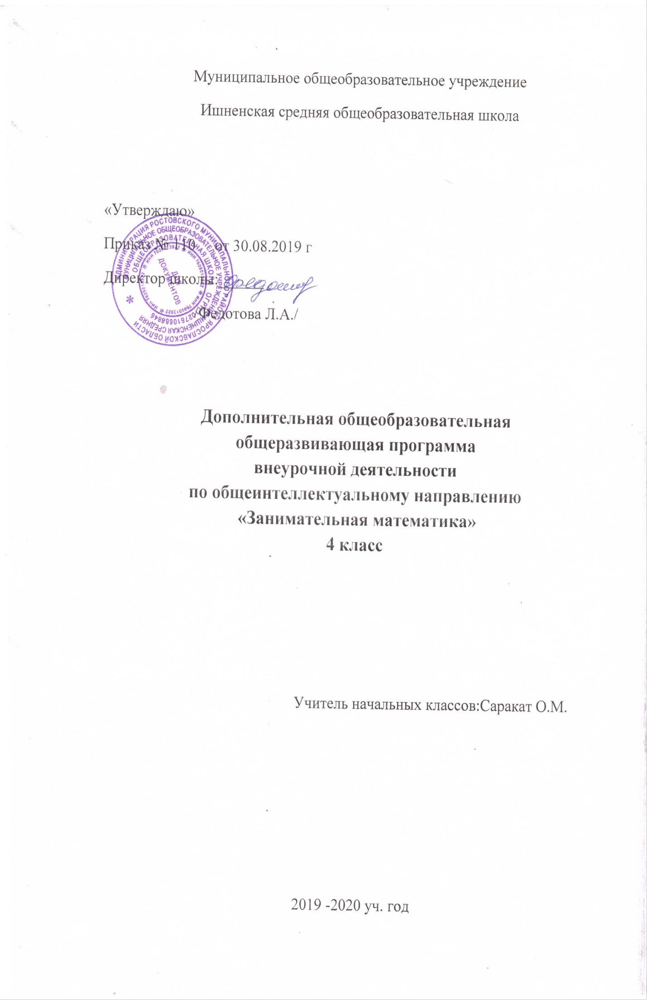 Муниципальное общеобразовательное учреждение
Ишненская средняя общеобразовательная школа
«Утверждаю»
Приказ № 110 от 30.08.2019 г
Директор школы:
/Федотова Л.А./
АДМИНИСТРАЦИЯ РОСТОВСКОГО МУНИЦИПАЛЬНОГО РАЙОНА ЯРОСЛАВСКОЙ ОБЛАСТИ
МУНИЦИПАЛЬНОЕ ОБЩЕОБРАЗОВАТЕЛЬНОЕ УЧРЕЖДЕНИЕ ИШНЕНСКАЯ СРЕДНЯЯ
ОБЩЕОБРАЗОВАТЕЛЬНАЯ ШКОЛА ОГРН 1027610688846
ИНН 7609013922
ДЛЯ
ДОКУМЕНТОВ
Дополнительная общеобразовательная
общеразвивающая программа
внеурочной деятельности
по общеинтеллектуальному направлению
«Занимательная математика»
4 класс
Учитель начальных классов:Саракат О.М.
2019 -2020 уч. год